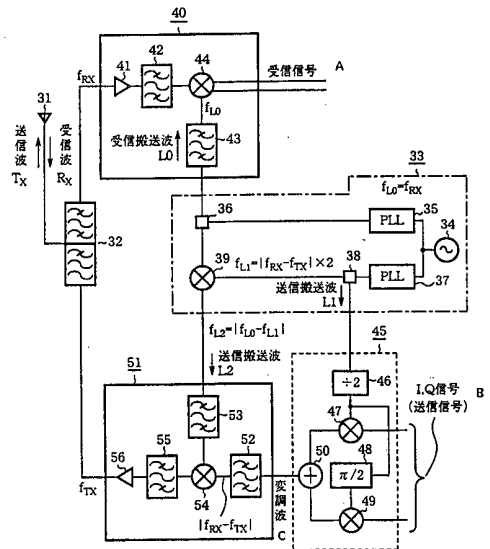 40
42
44
41
受信信号 A
fRX
fL0
31
受信搬送波
L0
43
送信波
TX
受信波
RX
33
fL0=fRX
36
35
PLL
34
32
39
fL1=|fRX−fTX|×2
38
PLL
37
送信搬送波
L1
fL2=|fL0−fL1|
51
送信搬送波
L2
45
÷2
46
I,Q信号
(送信信号)
B
53
47
56
55
52
50
48
π/2
fTX
54
変調波
C
49
|fRX−fTX|